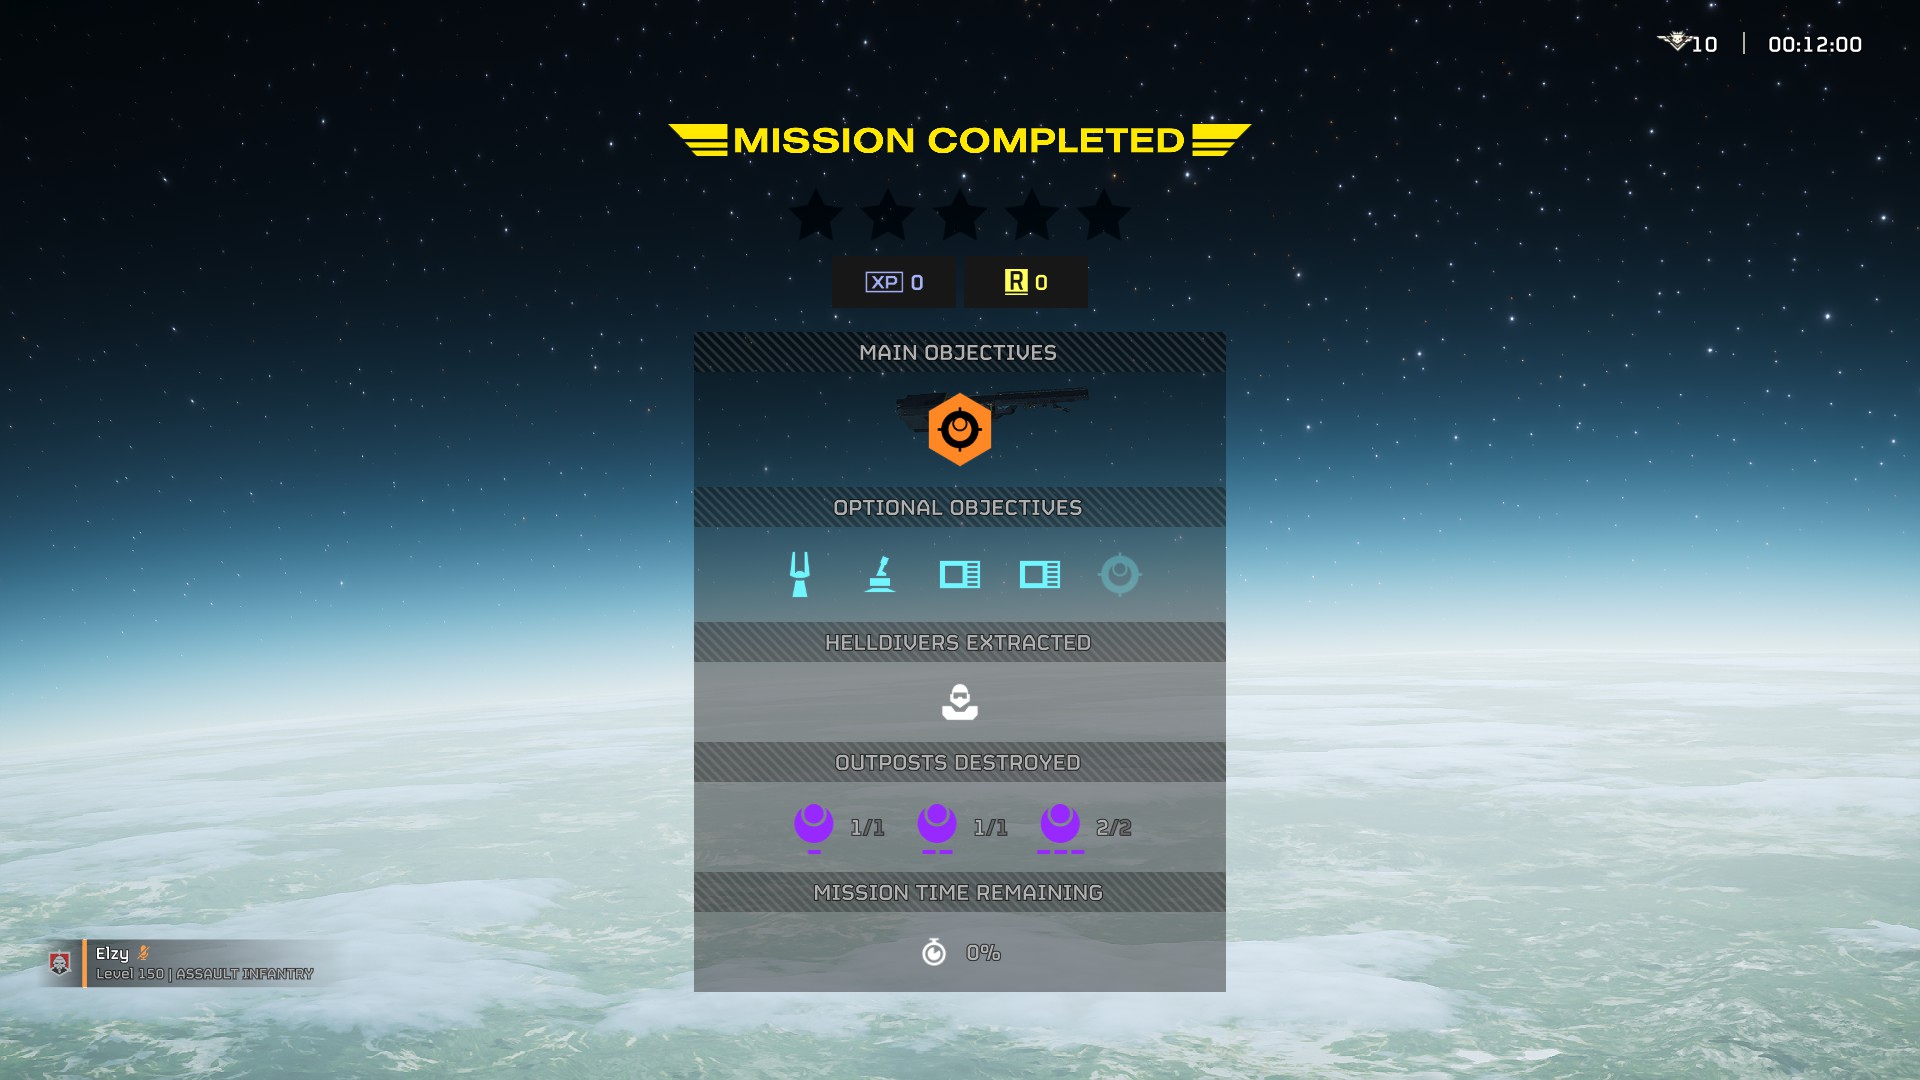 10 | 00:12:00
MISSION COMPLETED
XP 0
R 0
MAIN OBJECTIVES
OPTIONAL OBJECTIVES
HELLDIVERS EXTRACTED
OUTPOSTS DESTROYED
1/1 1/1 2/2
MISSION TIME REMAINING
0%
Elzy
Level 150 | ASSAULT INFANTRY